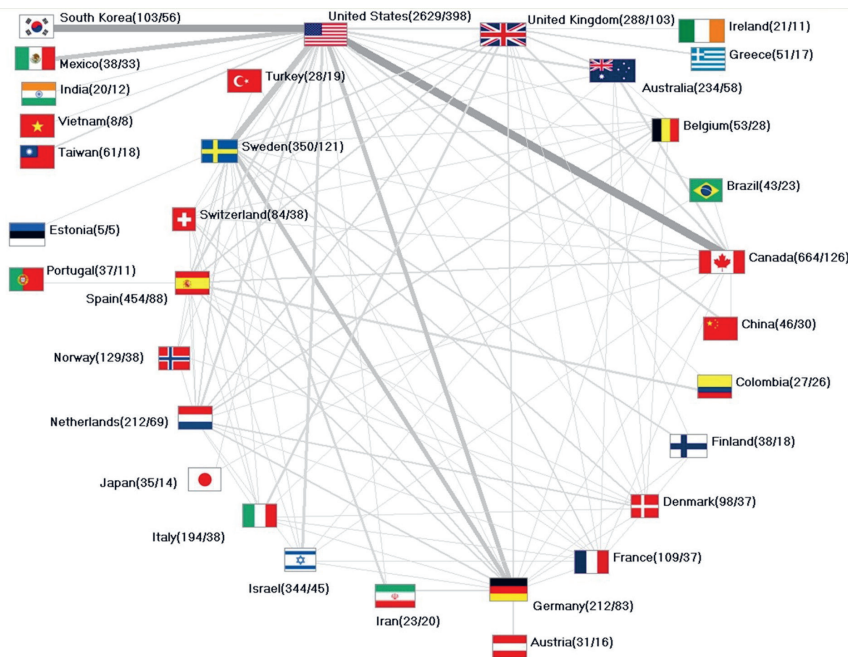 South Korea(103/56)
United States(2629/398)
United Kingdom(288/103)
Ireland(21/11)
Mexico(38/33)
Greece(51/17)
Turkey(28/19)
India(20/12)
Australia(234/58)
Vietnam(8/8)
Belgium(53/28)
Taiwan(61/18)
Sweden(350/121)
Brazil(43/23)
Switzerland(84/38)
Estonia(5/5)
Canada(664/126)
Portugal(37/11)
Spain(454/88)
China(46/30)
Norway(129/38)
Colombia(27/26)
Netherlands(212/69)
Finland(38/18)
Japan(35/14)
Denmark(98/37)
Italy(194/38)
France(109/37)
Israel(344/45)
Germany(212/83)
Iran(23/20)
Austria(31/16)